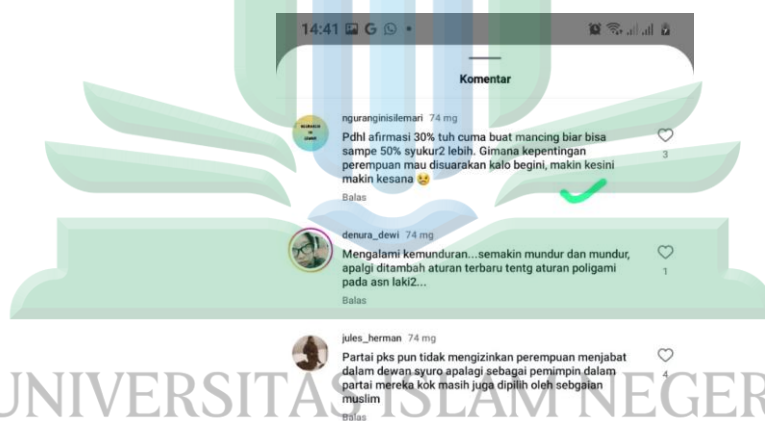 14:41
Komentar
nguranginisilemari 74 mg
Pdhl afirmasi 30% tuh cuma buat mancing biar bisa
sampe 50% syukur2 lebih. Gimana kepentingan
perempuan mau disuarakan kalo begini, makin kesini
makin kesana 😢
3
Balas
denura_dewi 74 mg
Mengalami kemunduran...semakin mundur dan mundur,
apalgi ditambah aturan terbaru tentg aturan poligami
pada asn laki2...
1
Balas
jules_herman 74 mg
Partai pks pun tidak mengizinkan perempuan menjabat
dalam dewan syuro apalagi sebagai pemimpin dalam
partai mereka kok masih juga dipilih oleh sebgaian
muslim
4
Balas
UNIVERSITAS ISLAM NEGER